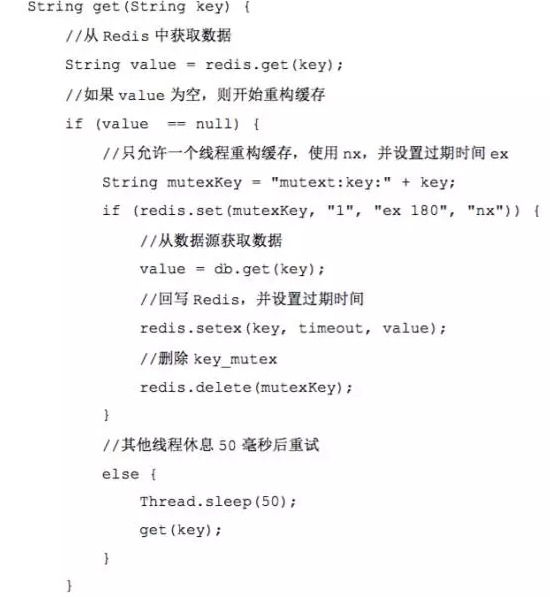 String get(String key) {
//从 Redis 中获取数据
String value = redis.get(key);
//如果 value 为空，则开始重构缓存
if (value  == null) {
//只允许一个线程重构缓存，使用 nx，并设置过期时间 ex
String mutexKey = "mutext:key:" + key;
if (redis.set(mutexKey, "1", "ex 180", "nx")) {
//从数据源获取数据
value = db.get(key);
//回写 Redis，并设置过期时间
redis.setex(key, timeout, value);
//删除 key_mutex
redis.delete(mutexKey);
}
//其他线程休息 50 毫秒后重试
else {
Thread.sleep(50);
get(key);
}
}